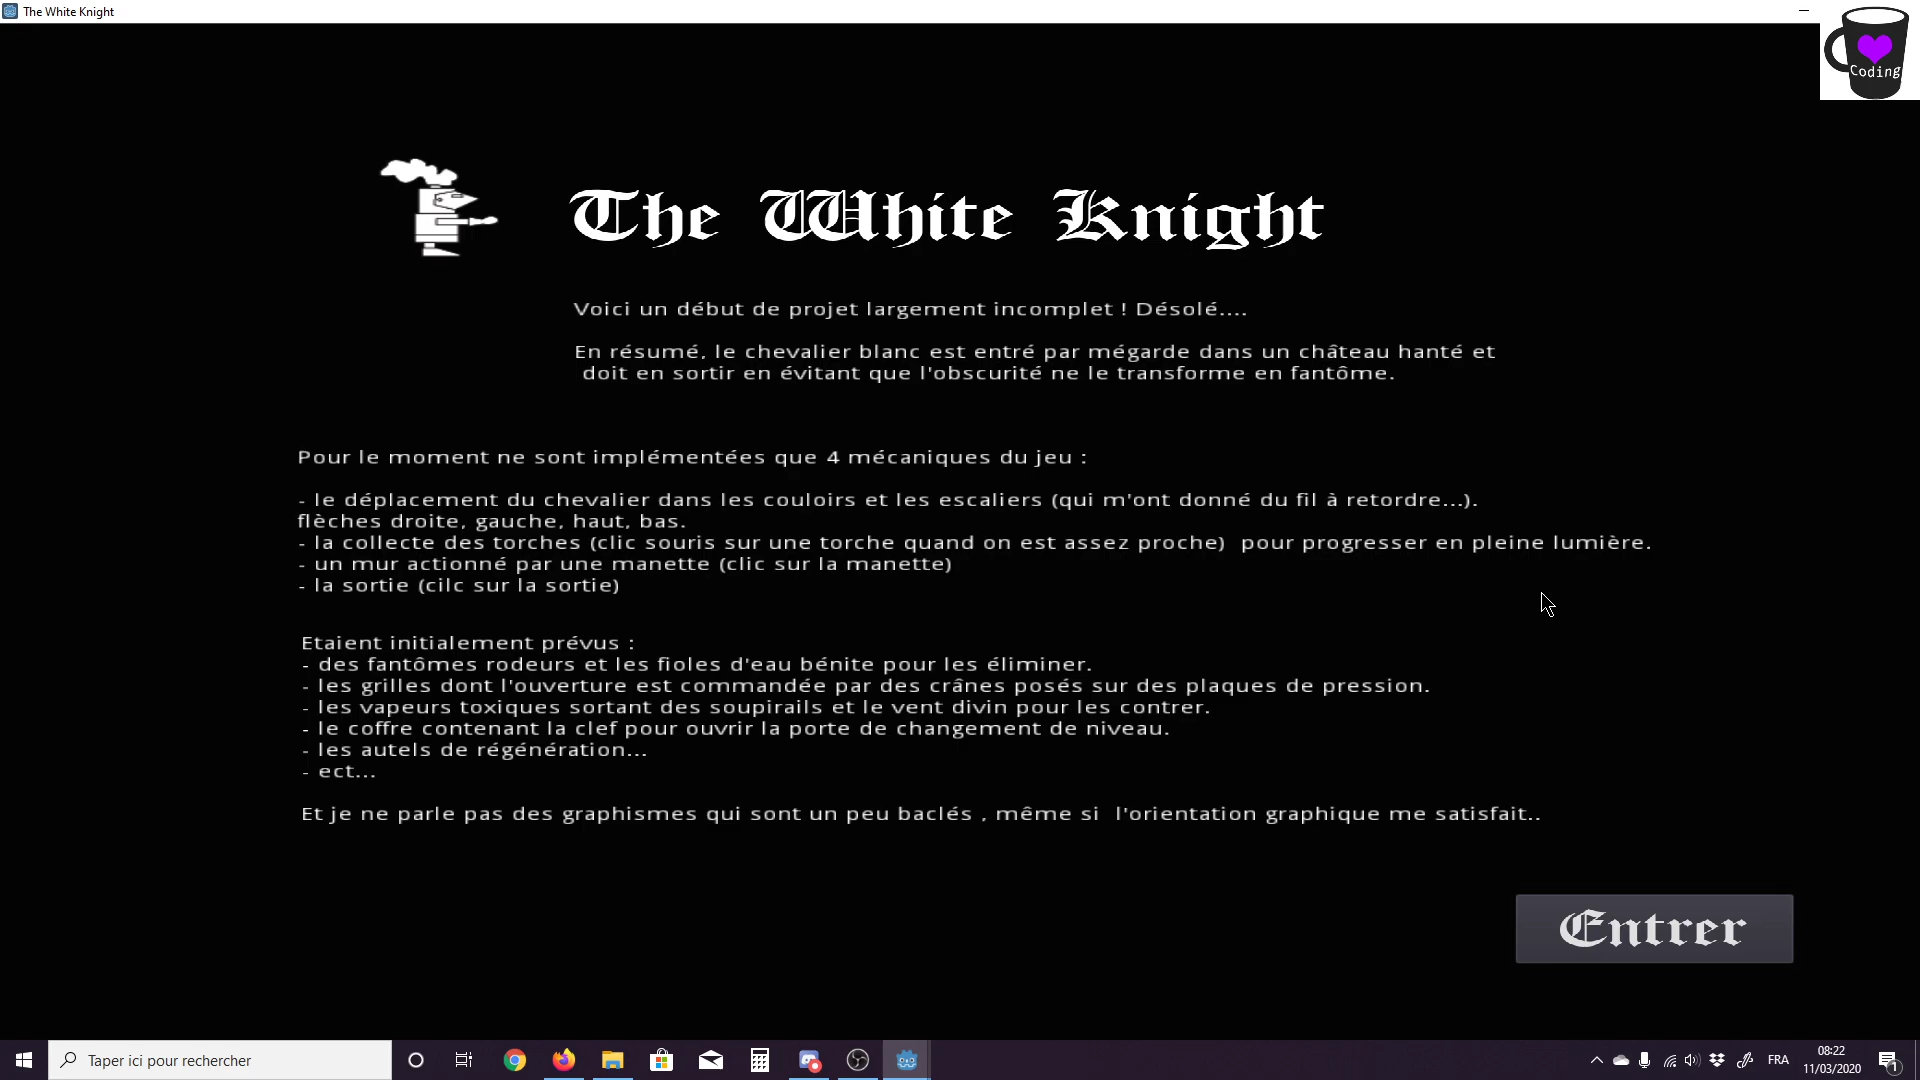 The White Knight
Coding
The White Knight
Voici un début de projet largement incomplet ! Désolé....
En résumé, le chevalier blanc est entré par mégarde dans un château hanté et
doit en sortir en évitant que l'obscurité ne le transforme en fantôme.
Pour le moment ne sont implémentées que 4 mécaniques du jeu :
- le déplacement du chevalier dans les couloirs et les escaliers (qui m'ont donné du fil à retordre...).
flèches droite, gauche, haut, bas.
- la collecte des torches (clic souris sur une torche quand on est assez proche)  pour progresser en pleine lumière.
- un mur actionné par une manette (clic sur la manette)
- la sortie (cilc sur la sortie)
Etaient initialement prévus :
- des fantômes rodeurs et les fioles d'eau bénite pour les éliminer.
- les grilles dont l'ouverture est commandée par des crânes posés sur des plaques de pression.
- les vapeurs toxiques sortant des soupirails et le vent divin pour les contrer.
- le coffre contenant la clef pour ouvrir la porte de changement de niveau.
- les autels de régénération...
- ect...
Et je ne parle pas des graphismes qui sont un peu baclés , même si  l'orientation graphique me satisfait..
Entrer
Taper ici pour rechercher
FRA
08:22
11/03/2020
1